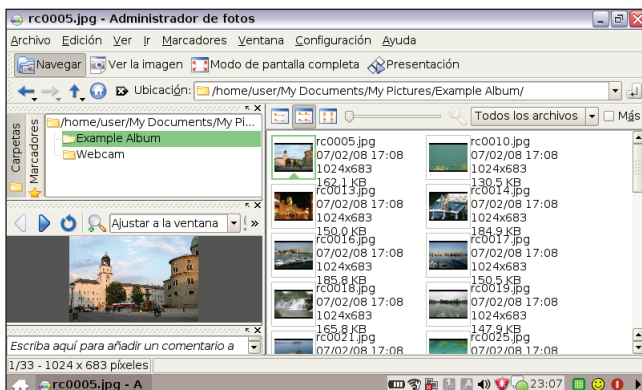 rc0005.jpg - Administrador de fotos
Archivo Edición Ver Ir Marcadores Ventana Configuración Ayuda
Navegar Ver la imagen Modo de pantalla completa Presentación
Ubicación: /home/user/My Documents/My Pictures/Example Album/
Carpetas
Marcadores
/home/user/My Documents/My Pi...
Example Album
Webcam
Todos los archivos Más
rc0005.jpg
07/02/08 17:08
1024x683
162.1 KB
rc0010.jpg
07/02/08 17:08
1024x683
130.5 KB
rc0013.jpg
07/02/08 17:08
1024x683
150.0 KB
rc0014.jpg
07/02/08 17:08
1024x683
184.9 KB
rc0016.jpg
07/02/08 17:08
1024x683
185.8 KB
rc0017.jpg
07/02/08 17:08
1024x683
150.5 KB
rc0018.jpg
07/02/08 17:08
1024x683
165.8 KB
rc0019.jpg
07/02/08 17:08
1024x683
147.9 KB
rc0021.jpg
07/02/08 17:08
rc0025.jpg
07/02/08 17:08
Ajustar a la ventana »
Escriba aquí para añadir un comentario a
1/33 - 1024 x 683 píxeles
rc0005.jpg - A
23:07